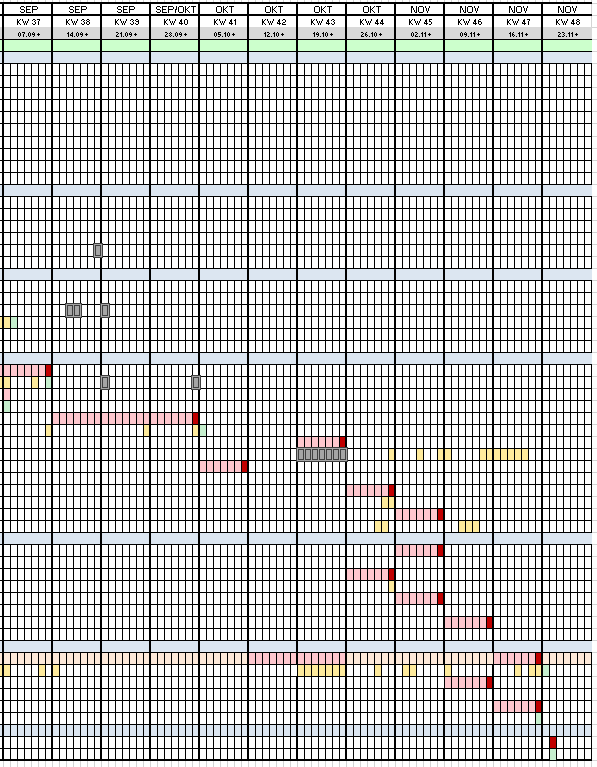 SEP SEP SEP SEP/OKT OKT OKT OKT OKT NOV NOV NOV NOV
KW 37 KW 38 KW 39 KW 40 KW 41 KW 42 KW 43 KW 44 KW 45 KW 46 KW 47 KW 48
07.09+ 14.09+ 21.09+ 28.09+ 05.10+ 12.10+ 19.10+ 26.10+ 02.11+ 09.11+ 16.11+ 23.11+